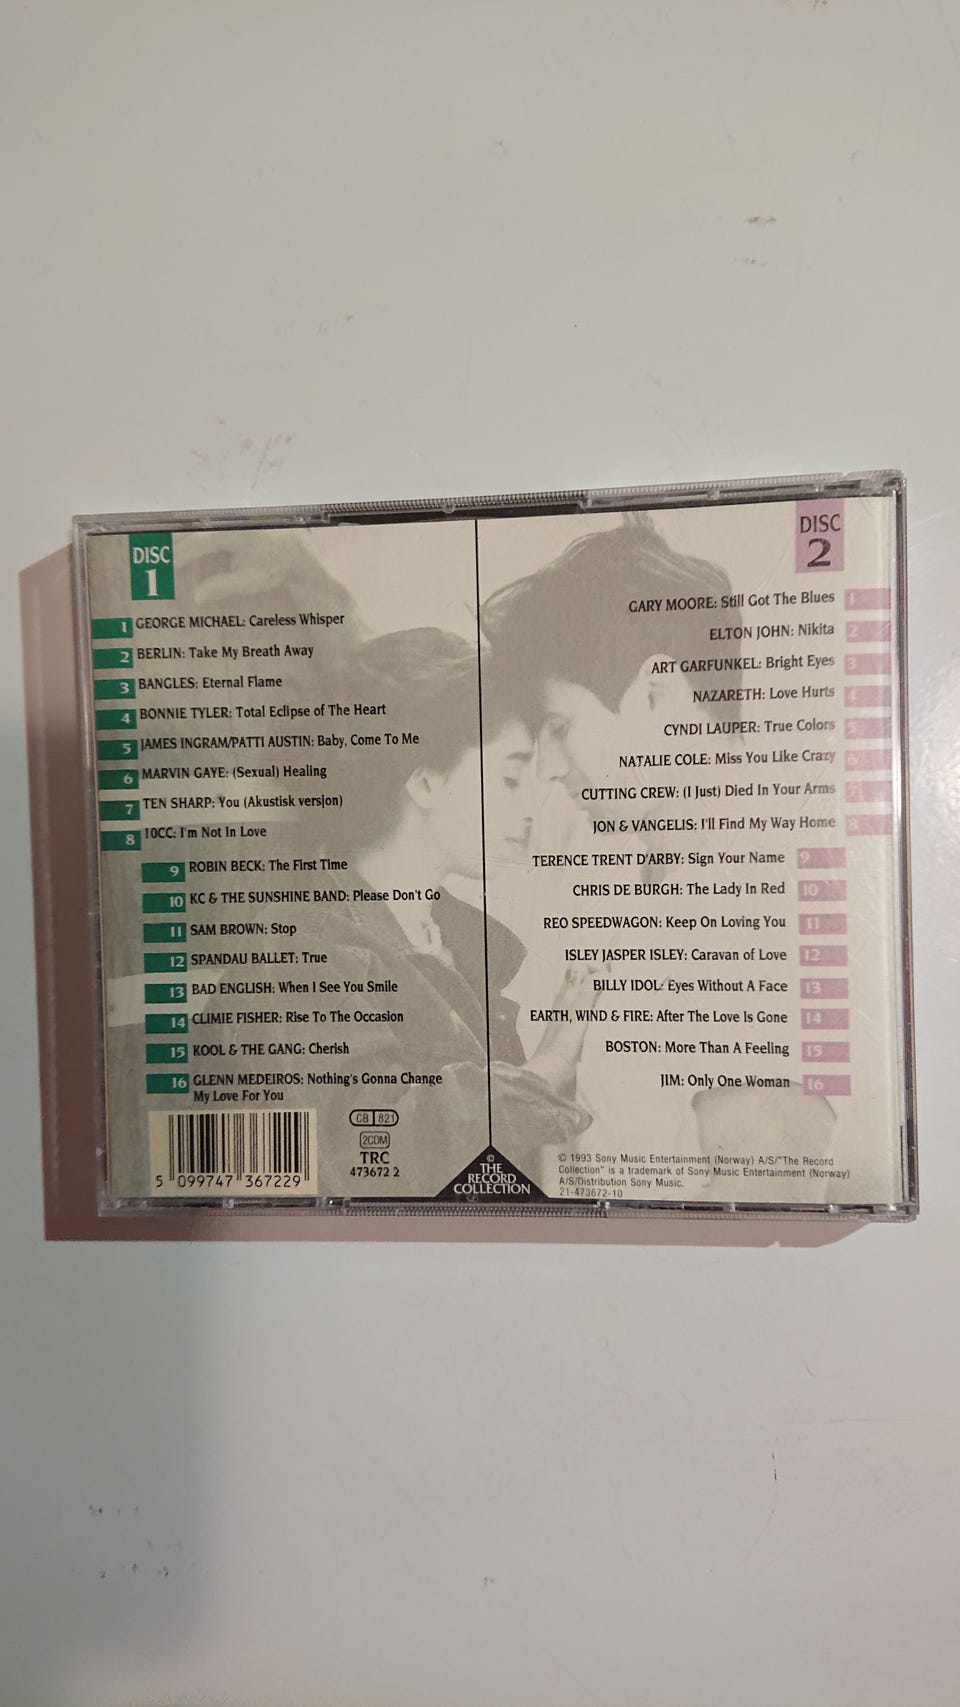 DISC
1
1 GEORGE MICHAEL: Careless Whisper
2 BERLIN: Take My Breath Away
3 BANGLES: Eternal Flame
4 BONNIE TYLER: Total Eclipse of The Heart
5 JAMES INGRAM/PATTI AUSTIN: Baby, Come To Me
6 MARVIN GAYE: (Sexual) Healing
7 TEN SHARP: You (Akustisk versjon)
8 10CC: I'm Not In Love
9 ROBIN BECK: The First Time
10 KC & THE SUNSHINE BAND: Please Don't Go
11 SAM BROWN: Stop
12 SPANDAU BALLET: True
13 BAD ENGLISH: When I See You Smile
14 CLIMIE FISHER: Rise To The Occasion
15 KOOL & THE GANG: Cherish
16 GLENN MEDEIROS: Nothing's Gonna Change
My Love For You
5 099747 367229
CB 821
2CDM
TRC
473672 2
©
THE
RECORD
COLLECTION
DISC
2
GARY MOORE: Still Got The Blues 1
ELTON JOHN: Nikita 2
ART GARFUNKEL: Bright Eyes 3
NAZARETH: Love Hurts 4
CYNDI LAUPER: True Colors 5
NATALIE COLE: Miss You Like Crazy 6
CUTTING CREW: (I Just) Died In Your Arms 7
JON & VANGELIS: I'll Find My Way Home 8
TERENCE TRENT D'ARBY: Sign Your Name 9
CHRIS DE BURGH: The Lady In Red 10
REO SPEEDWAGON: Keep On Loving You 11
ISLEY JASPER ISLEY: Caravan of Love 12
BILLY IDOL: Eyes Without A Face 13
EARTH, WIND & FIRE: After The Love Is Gone 14
BOSTON: More Than A Feeling 15
JIM: Only One Woman 16
© 1993 Sony Music Entertainment (Norway) A/S/"The Record
Collection" is a trademark of Sony Music Entertainment (Norway)
A/S/Distribution Sony Music.
21-473672-10